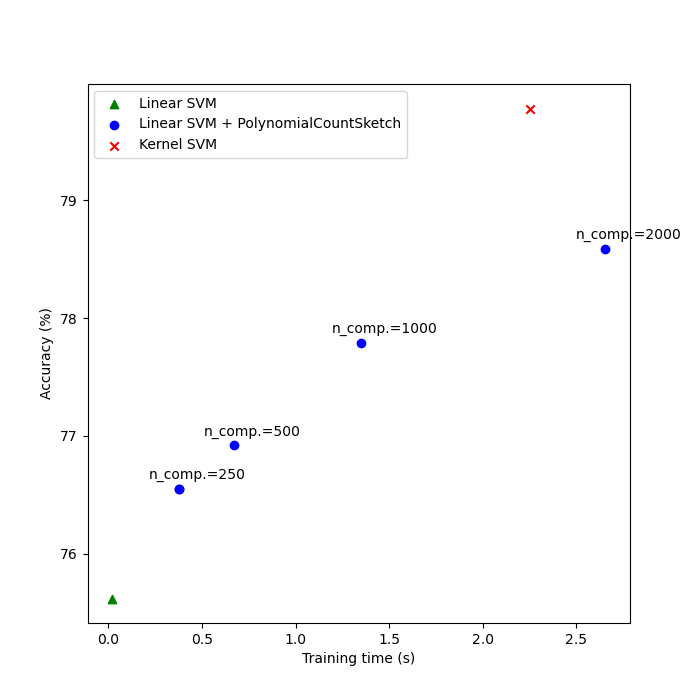 Linear SVM
Linear SVM + PolynomialCountSketch
Kernel SVM
79
78
77
76
Accuracy (%)
n_comp.=2000
n_comp.=1000
n_comp.=500
n_comp.=250
0.0 0.5 1.0 1.5 2.0 2.5
Training time (s)